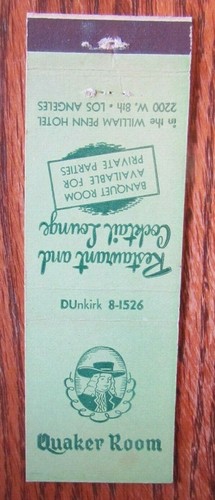 Quaker Room
DUnkirk 8-1526
Restaurant and
Cocktail Lounge
BANQUET ROOM
AVAILABLE FOR
PRIVATE PARTIES
in the WILLIAM PENN HOTEL
2200 W. 8th • LOS ANGELES